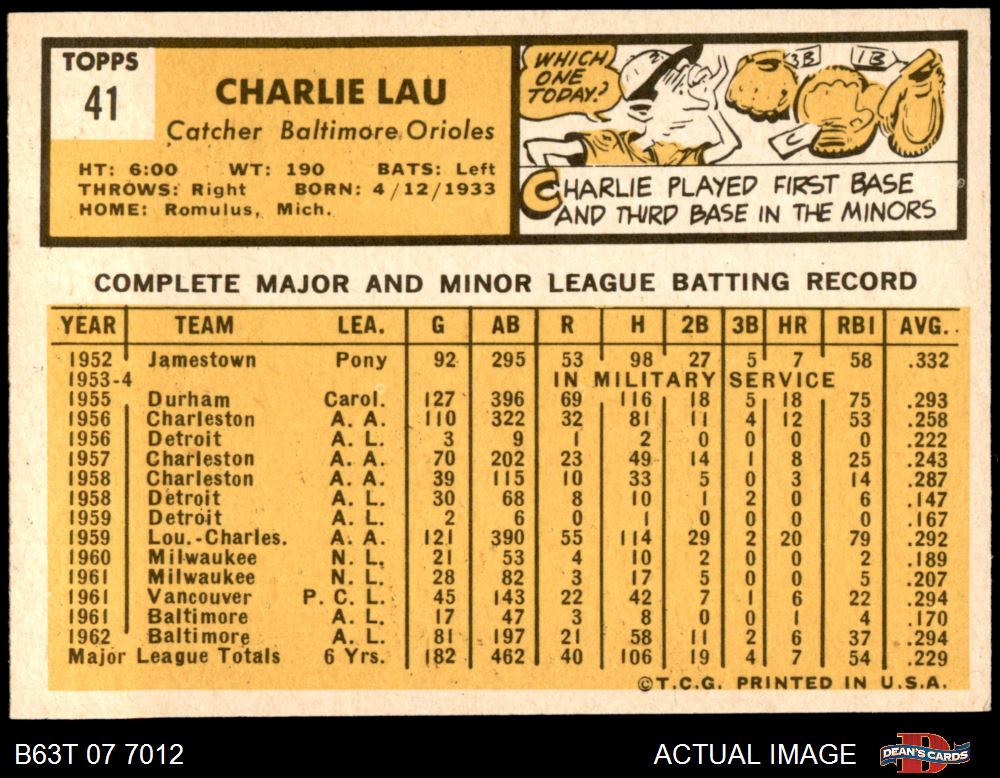 TOPPS
41
CHARLIE LAU
Catcher Baltimore Orioles
HT: 6:00 WT: 190 BATS: Left
THROWS: Right BORN: 4/12/1933
HOME: Romulus, Mich.
WHICH
ONE
TODAY?
3B
1B
C
CHARLIE PLAYED FIRST BASE
AND THIRD BASE IN THE MINORS
COMPLETE MAJOR AND MINOR LEAGUE BATTING RECORD
YEAR TEAM LEA. G AB R H 2B 3B HR RBI AVG.
1952 Jamestown Pony 92 295 53 98 27 5 7 58 .332
1953-4 IN MILITARY SERVICE
1955 Durham Carol. 127 396 69 116 18 5 18 75 .293
1956 Charleston A. A. 110 322 32 81 11 4 12 53 .258
1956 Detroit A. L. 3 9 1 2 0 0 0 0 .222
1957 Charleston A. A. 70 202 23 49 14 1 8 25 .243
1958 Charleston A. A. 39 115 10 33 5 0 3 14 .287
1958 Detroit A. L. 30 68 8 10 1 2 0 6 .147
1959 Detroit A. L. 2 6 0 1 0 0 0 0 .167
1959 Lou.-Charles. A. A. 121 390 55 114 29 2 20 79 .292
1960 Milwaukee N. L. 21 53 4 10 2 0 0 2 .189
1961 Milwaukee N. L. 28 82 3 17 5 0 0 5 .207
1961 Vancouver P. C. L. 45 143 22 42 7 1 6 22 .294
1961 Baltimore A. L. 17 47 3 8 0 0 1 4 .170
1962 Baltimore A. L. 81 197 21 58 11 2 6 37 .294
Major League Totals 6 Yrs. 182 462 40 106 19 4 7 54 .229
©T.C.G. PRINTED IN U.S.A.
B63T 07 7012 ACTUAL IMAGE DEAN'S CARDS